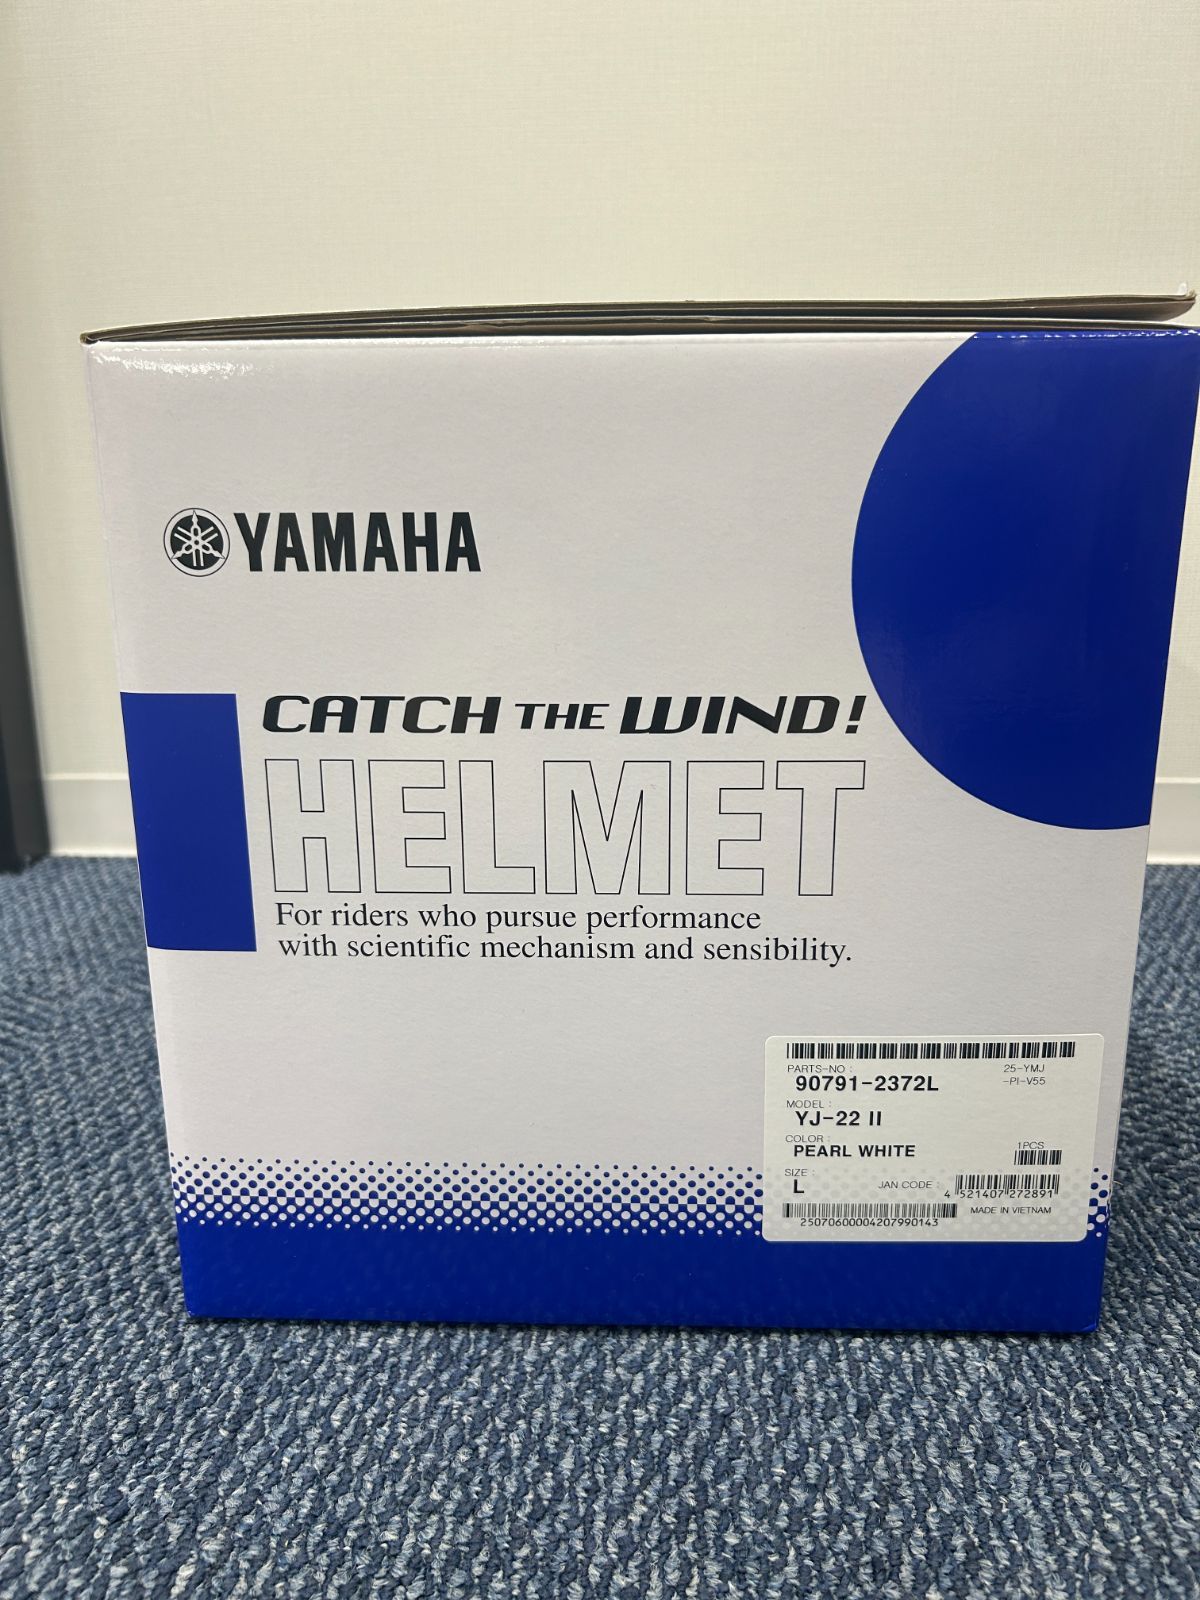 YAMAHA
CATCH THE WIND!
HELMET
For riders who pursue performance
with scientific mechanism and sensibility.
PARTS-NO :
25-YMJ
90791-2372L
-PI-V55
MODEL :
YJ-22 II
COLOR :
PEARL WHITE
1PCS
SIZE :
L
JAN CODE :
4 521407 272891
25070600004207990143
MADE IN VIETNAM